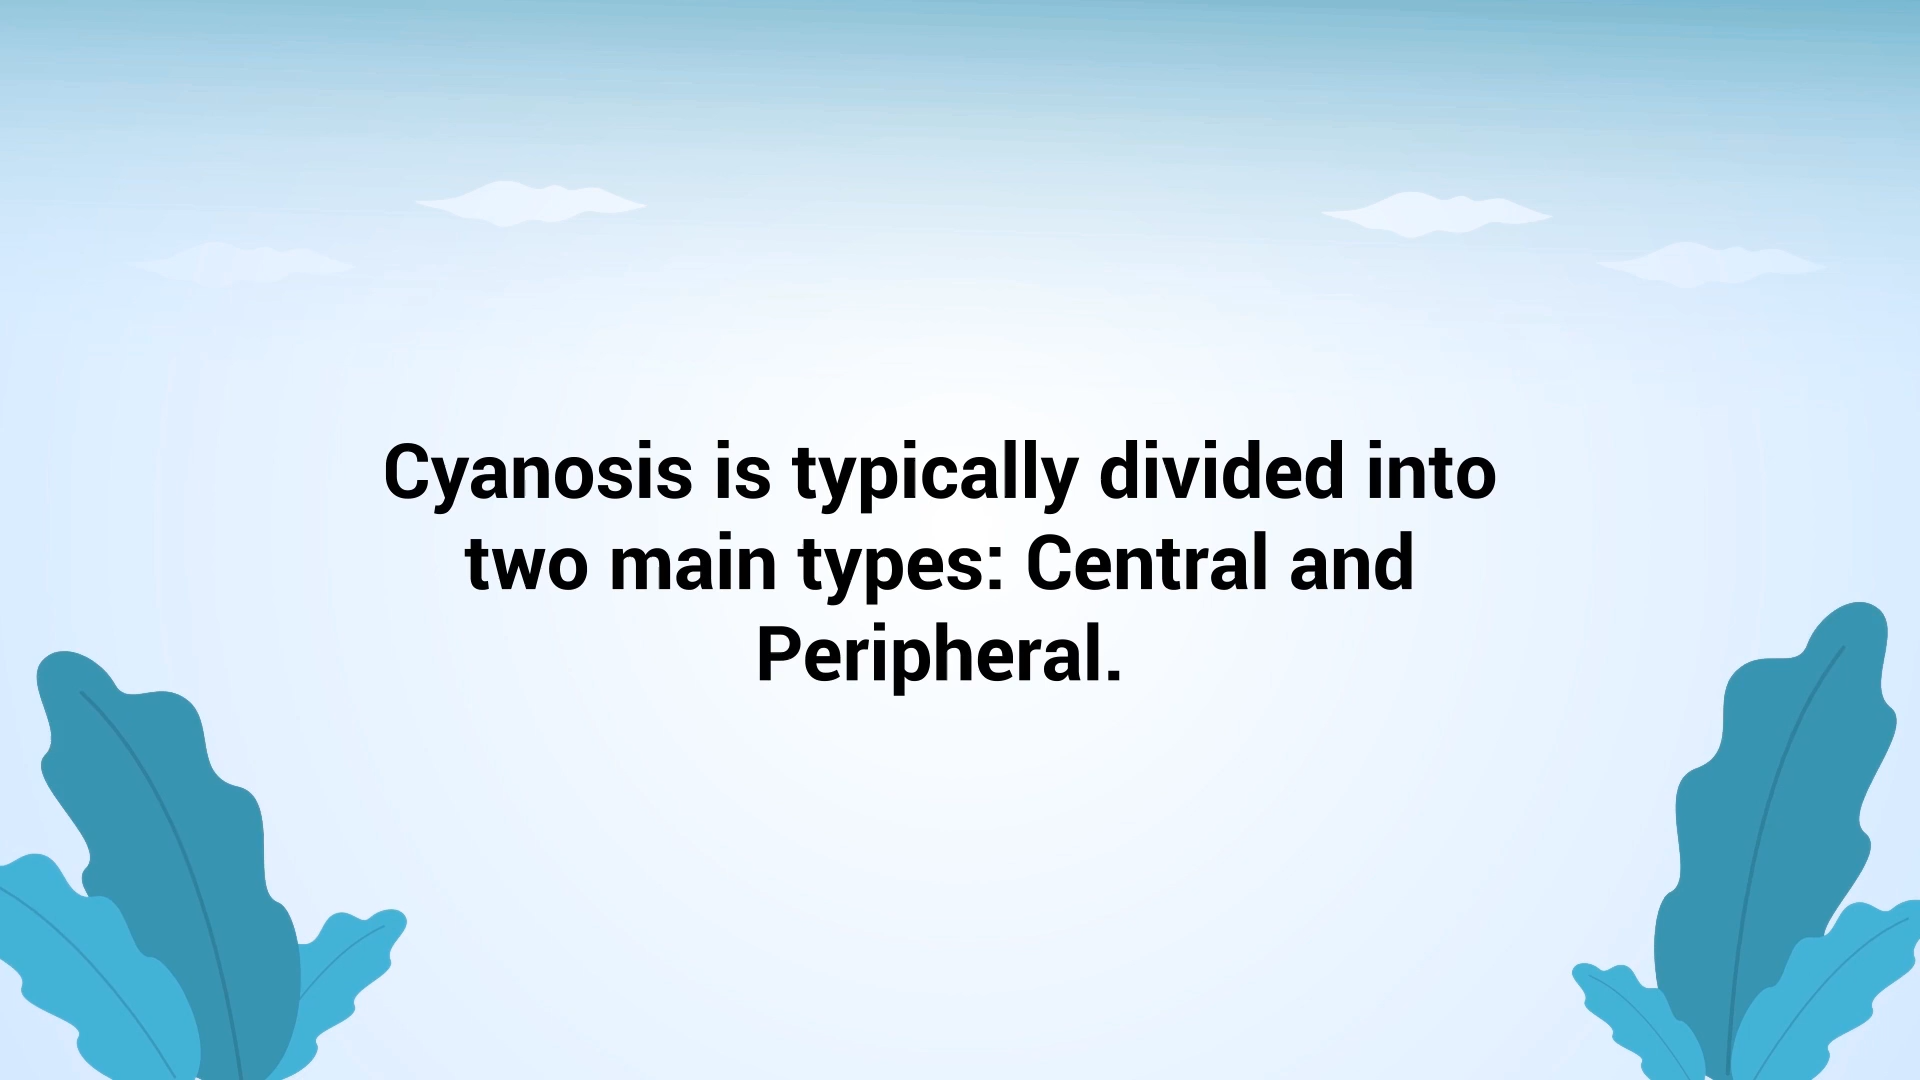 Cyanosis is typically divided into
two main types: Central and
Peripheral.